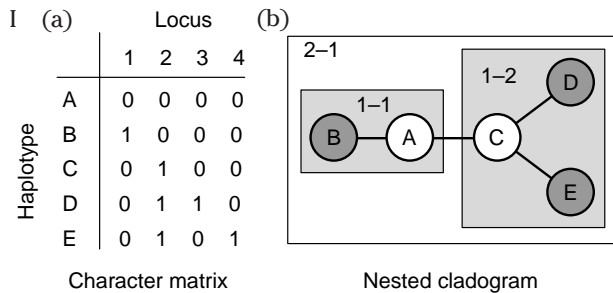 I (a) Locus (b)
1 2 3 4
Haplotype
A 0 0 0 0
B 1 0 0 0
C 0 1 0 0
D 0 1 1 0
E 0 1 0 1
Character matrix
2–1
1–1
B A
1–2
C
D
E
Nested cladogram